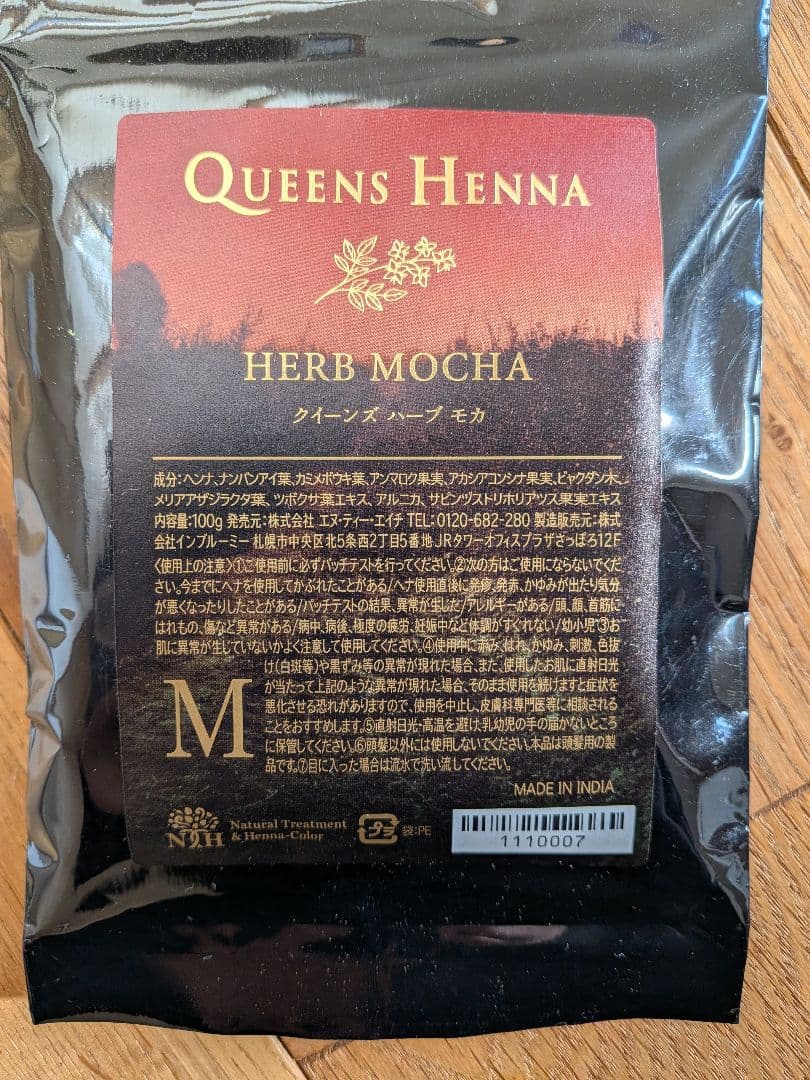 QUEENS HENNA
HERB MOCHA
クイーンズ ハーブ モカ
成分:ヘンナ、ナンバンアイ葉、カミメボウキ葉、アンマロク果実、アカシアコンシナ果実、ビャクダン木、
メリアアザジラクタ葉、ツボクサ葉エキス、アルニカ、サピンヅストリホリアツス果実エキス
内容量:100g 発売元:株式会社 エヌ・ティー・エイチ TEL:0120-682-280 製造販売元:株式
会社インブルーミー 札幌市中央区北5条西2丁目5番地 JRタワーオフィスプラザさっぽろ12F
〈使用上の注意〉①ご使用前に必ずパッチテストを行ってください。②次の方はご使用にならないでくだ
さい。今までにヘナを使用してかぶれたことがある/ヘナ使用直後に発疹、発赤、かゆみが出たり気分
が悪くなったりしたことがある/パッチテストの結果、異常が生じた/アレルギーがある/頭、顔、首筋に
はれもの、傷など異常がある/病中、病後、極度の疲労、妊娠中など体調がすぐれない/幼小児 ③お
肌に異常が生じていないかよく注意して使用してください。④使用中に赤み、はれ、かゆみ、刺激、色抜
け(白斑等)や黒ずみ等の異常が現れた場合、また、使用したお肌に直射日光
が当たって上記のような異常が現れた場合、そのまま使用を続けますと症状を
悪化させる恐れがありますので、使用を中止し、皮膚科専門医等に相談される
ことをおすすめします。⑤直射日光・高温を避け、乳幼児の手の届かないところ
に保管してください。⑥頭髪以外には使用しないでください。本品は頭髪用の製
品です。⑦目に入った場合は流水で洗い流してください。
M
MADE IN INDIA
NTH
Natural Treatment
& Henna-Color
プラ
袋:PE
1110007